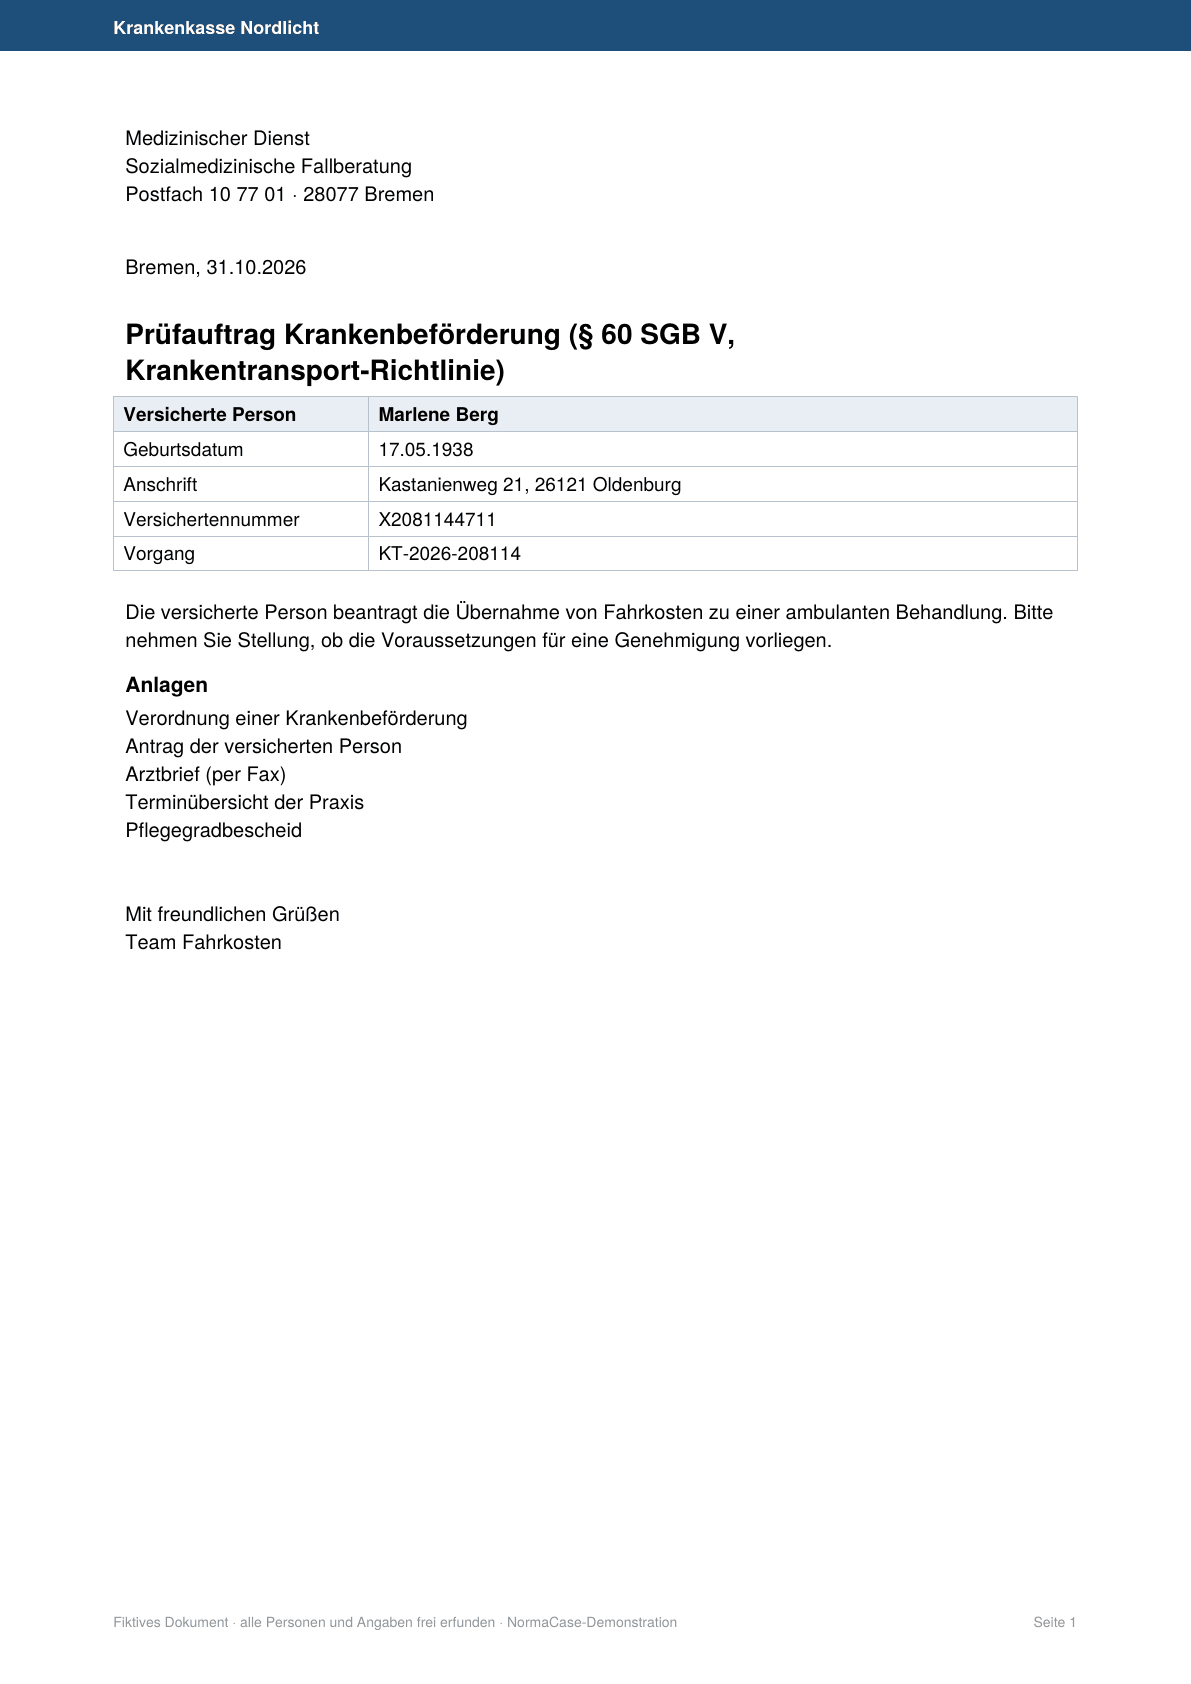 Krankenkasse Nordlicht
Medizinischer Dienst
Sozialmedizinische Fallberatung
Postfach 10 77 01 · 28077 Bremen
Bremen, 31.10.2026
Prüfauftrag Krankenbeförderung (§ 60 SGB V,
Krankentransport-Richtlinie)
Versicherte Person Marlene Berg
Geburtsdatum 17.05.1938
Anschrift Kastanienweg 21, 26121 Oldenburg
Versichertennummer X2081144711
Vorgang KT-2026-208114
Die versicherte Person beantragt die Übernahme von Fahrkosten zu einer ambulanten Behandlung. Bitte
nehmen Sie Stellung, ob die Voraussetzungen für eine Genehmigung vorliegen.
Anlagen
Verordnung einer Krankenbeförderung
Antrag der versicherten Person
Arztbrief (per Fax)
Terminübersicht der Praxis
Pflegegradbescheid
Mit freundlichen Grüßen
Team Fahrkosten
Fiktives Dokument · alle Personen und Angaben frei erfunden · NormaCase-Demonstration Seite 1